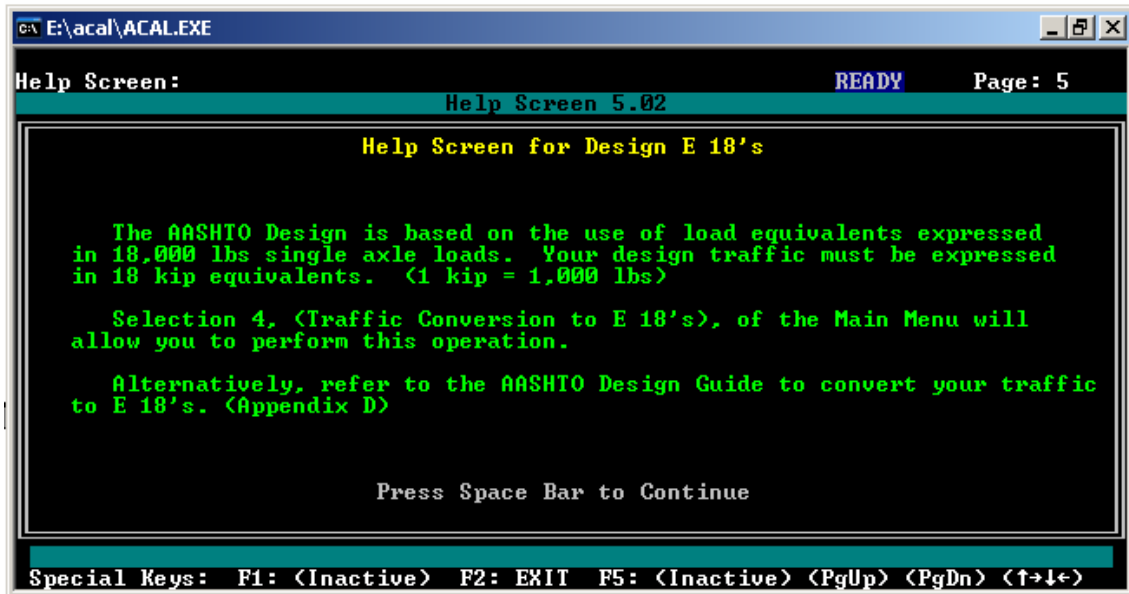 E:\acal\ACAL.EXE
Help Screen: READY Page: 5
Help Screen 5.02
Help Screen for Design E 18's
The AASHTO Design is based on the use of load equivalents expressed
in 18,000 lbs single axle loads. Your design traffic must be expressed
in 18 kip equivalents. (1 kip = 1,000 lbs)
Selection 4, (Traffic Conversion to E 18's), of the Main Menu will
allow you to perform this operation.
Alternatively, refer to the AASHTO Design Guide to convert your traffic
to E 18's. (Appendix D)
Press Space Bar to Continue
Special Keys: F1: (Inactive) F2: EXIT F5: (Inactive) (PgUp) (PgDn) (↑→↓←)